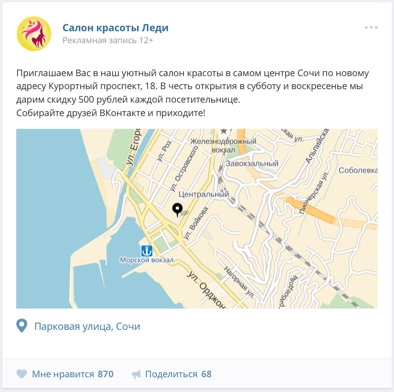 Салон красоты Леди
Рекламная запись 12+
Приглашаем Вас в наш уютный салон красоты в самом центре Сочи по новому
адресу Курортный проспект, 18. В честь открытия в субботу и воскресенье мы
дарим скидку 500 рублей каждой посетительнице.
Собирайте друзей ВКонтакте и приходите!
ул. Егоро
ул. Роз
ул. Островского
Железнодорожный
вокзал
Завокзальный
Альпийская
Соболевка
Пионерская ул.
Центральный
ул. Войкова
Морской вокзал
Нагорная ул.
ул. Орджон
Парковая улица, Сочи
Мне нравится 870
Поделиться 68